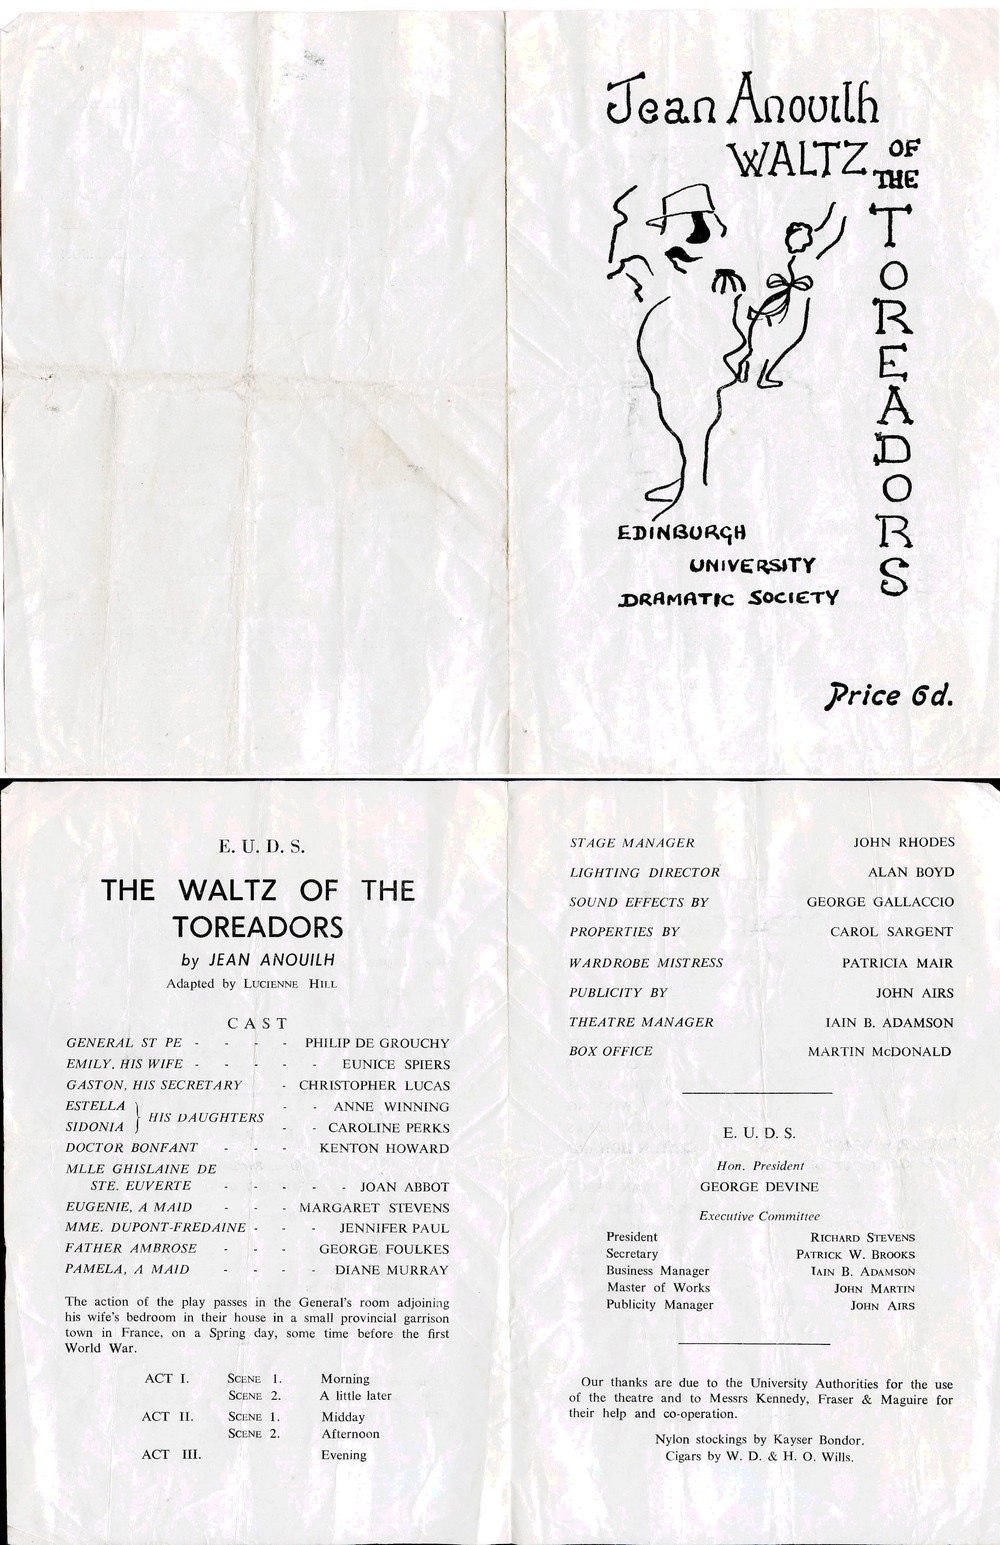 Jean Anouilh
WALTZ OF THE
TOREADORS
EDINBURGH
UNIVERSITY
DRAMATIC SOCIETY
Price 6d.
E. U. D. S.
THE WALTZ OF THE
TOREADORS
by JEAN ANOUILH
Adapted by LUCIENNE HILL
CAST
GENERAL ST PE - - - - PHILIP DE GROUCHY
EMILY, HIS WIFE - - - - - EUNICE SPIERS
GASTON, HIS SECRETARY - CHRISTOPHER LUCAS
ESTELLA } HIS DAUGHTERS - - ANNE WINNING
SIDONIA } - - CAROLINE PERKS
DOCTOR BONFANT - - - KENTON HOWARD
MLLE GHISLAINE DE
STE. EUVERTE - - - - - JOAN ABBOT
EUGENIE, A MAID - - - MARGARET STEVENS
MME. DUPONT-FREDAINE - - - JENNIFER PAUL
FATHER AMBROSE - - - GEORGE FOULKES
PAMELA, A MAID - - - - DIANE MURRAY
The action of the play passes in the General's room adjoining
his wife's bedroom in their house in a small provincial garrison
town in France, on a Spring day, some time before the first
World War.
ACT I. SCENE 1. Morning
SCENE 2. A little later
ACT II. SCENE 1. Midday
SCENE 2. Afternoon
ACT III. Evening
STAGE MANAGER JOHN RHODES
LIGHTING DIRECTOR ALAN BOYD
SOUND EFFECTS BY GEORGE GALLACCIO
PROPERTIES BY CAROL SARGENT
WARDROBE MISTRESS PATRICIA MAIR
PUBLICITY BY JOHN AIRS
THEATRE MANAGER IAIN B. ADAMSON
BOX OFFICE MARTIN McDONALD
E. U. D. S.
Hon. President
GEORGE DEVINE
Executive Committee
President RICHARD STEVENS
Secretary PATRICK W. BROOKS
Business Manager IAIN B. ADAMSON
Master of Works JOHN MARTIN
Publicity Manager JOHN AIRS
Our thanks are due to the University Authorities for the use
of the theatre and to Messrs Kennedy, Fraser & Maguire for
their help and co-operation.
Nylon stockings by Kayser Bondor.
Cigars by W. D. & H. O. Wills.